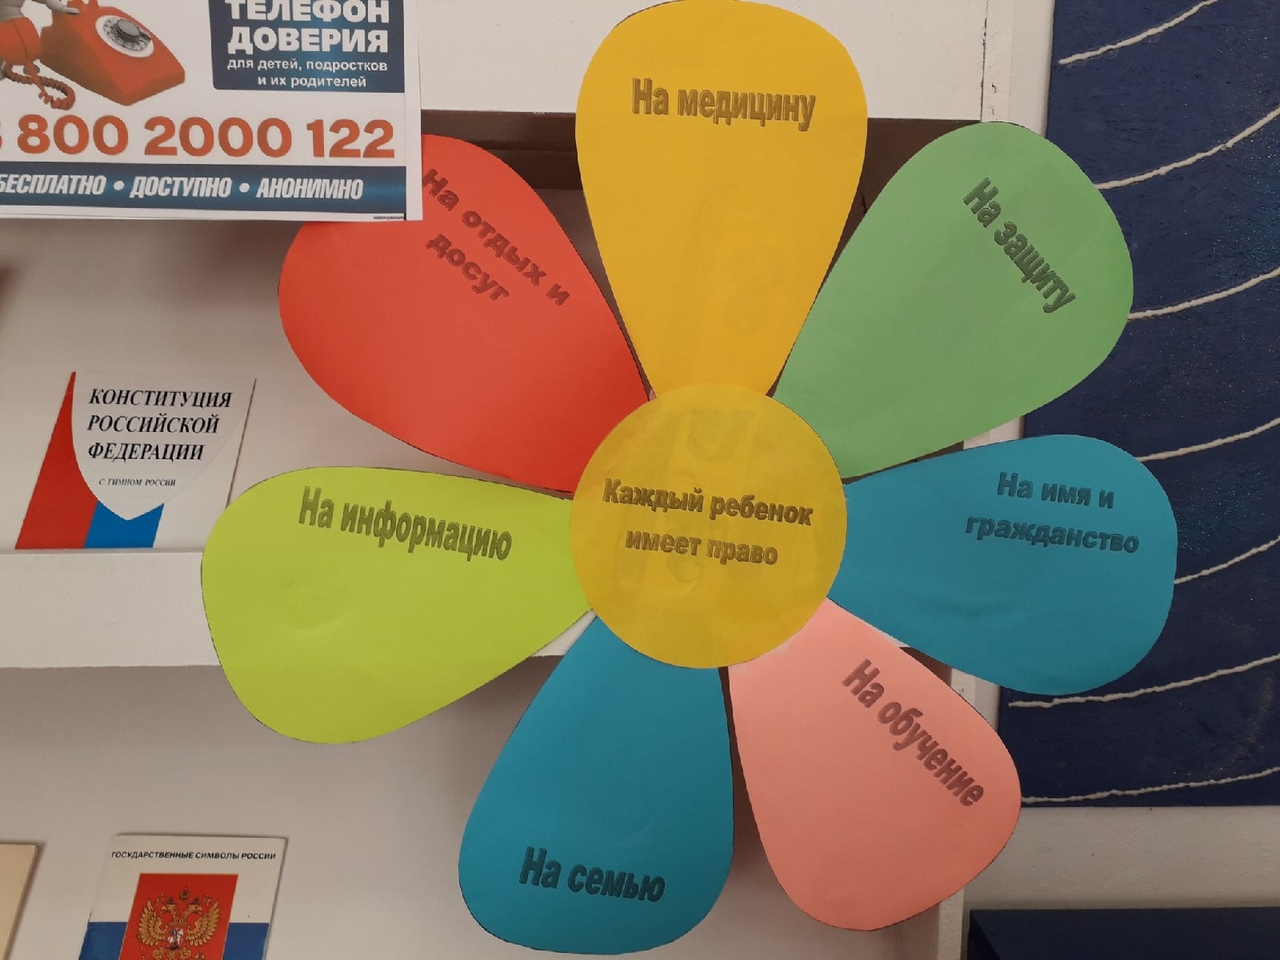 ТЕЛЕФОН
ДОВЕРИЯ
для детей, подростков
и их родителей
8 800 2000 122
БЕСПЛАТНО • ДОСТУПНО • АНОНИМНО
На медицину
На защиту
На имя и
гражданство
На обучение
На семью
На информацию
На отдых и
досуг
Каждый ребенок
имеет право
КОНСТИТУЦИЯ
РОССИЙСКОЙ
ФЕДЕРАЦИИ
С ГИМНОМ РОССИИ
ГОСУДАРСТВЕННЫЕ СИМВОЛЫ РОССИИ